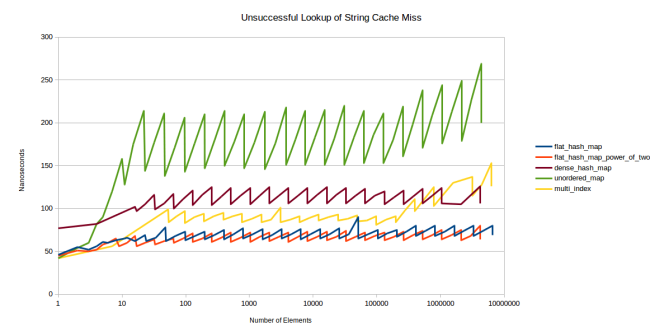 Unsuccessful Lookup of String Cache Miss
300
250
200
150
100
50
0
Nanoseconds
1
10
100
1000
10000
100000
1000000
10000000
Number of Elements
flat_hash_map
flat_hash_map_power_of_two
dense_hash_map
unordered_map
multi_index